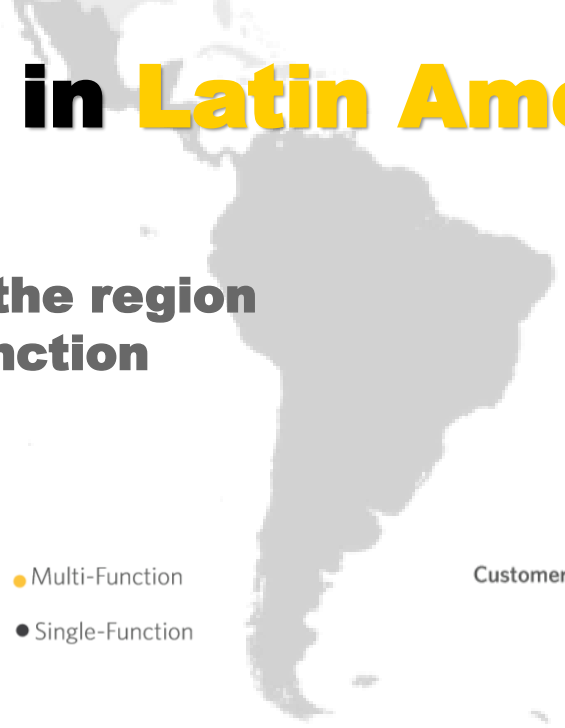 in Latin Ame
the region
nction
Multi-Function
Customer
Single-Function